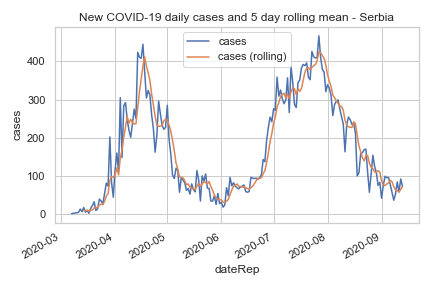 New COVID-19 daily cases and 5 day rolling mean - Serbia
cases
cases (rolling)
400
300
200
100
0
cases
2020-03
2020-04
2020-05
2020-06
2020-07
2020-08
2020-09
dateRep